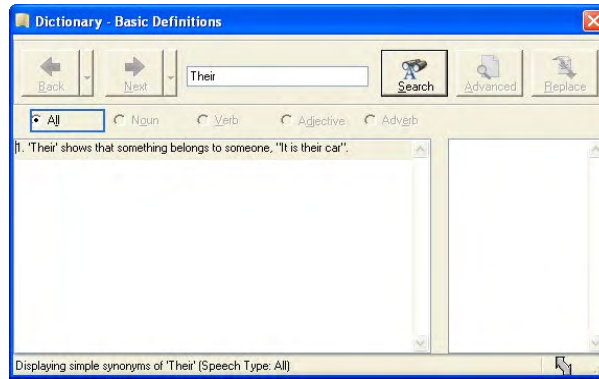 Dictionary - Basic Definitions
Back Next Their Search Advanced Replace
All Noun Verb Adjective Adverb
1. 'Their' shows that something belongs to someone, "It is their car".
Displaying simple synonyms of 'Their' (Speech Type: All)